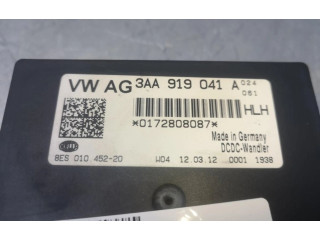 VW AG 3AA 919 041 A 024
061
HLH
*0172808087*
Made in Germany
DCDC-Wandler
8ES 010 452-20 W04 12.03.12 0001 1938